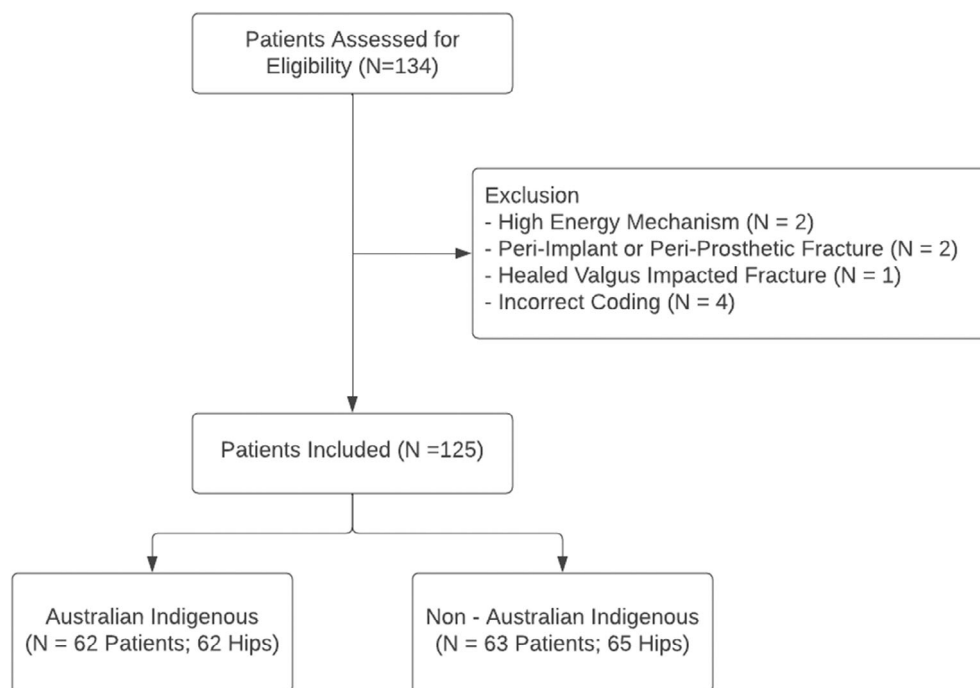 Patients Assessed for
Eligibility (N=134)
Exclusion
- High Energy Mechanism (N = 2)
- Peri-Implant or Peri-Prosthetic Fracture (N = 2)
- Healed Valgus Impacted Fracture (N = 1)
- Incorrect Coding (N = 4)
Patients Included (N =125)
Australian Indigenous
(N = 62 Patients; 62 Hips)
Non - Australian Indigenous
(N = 63 Patients; 65 Hips)